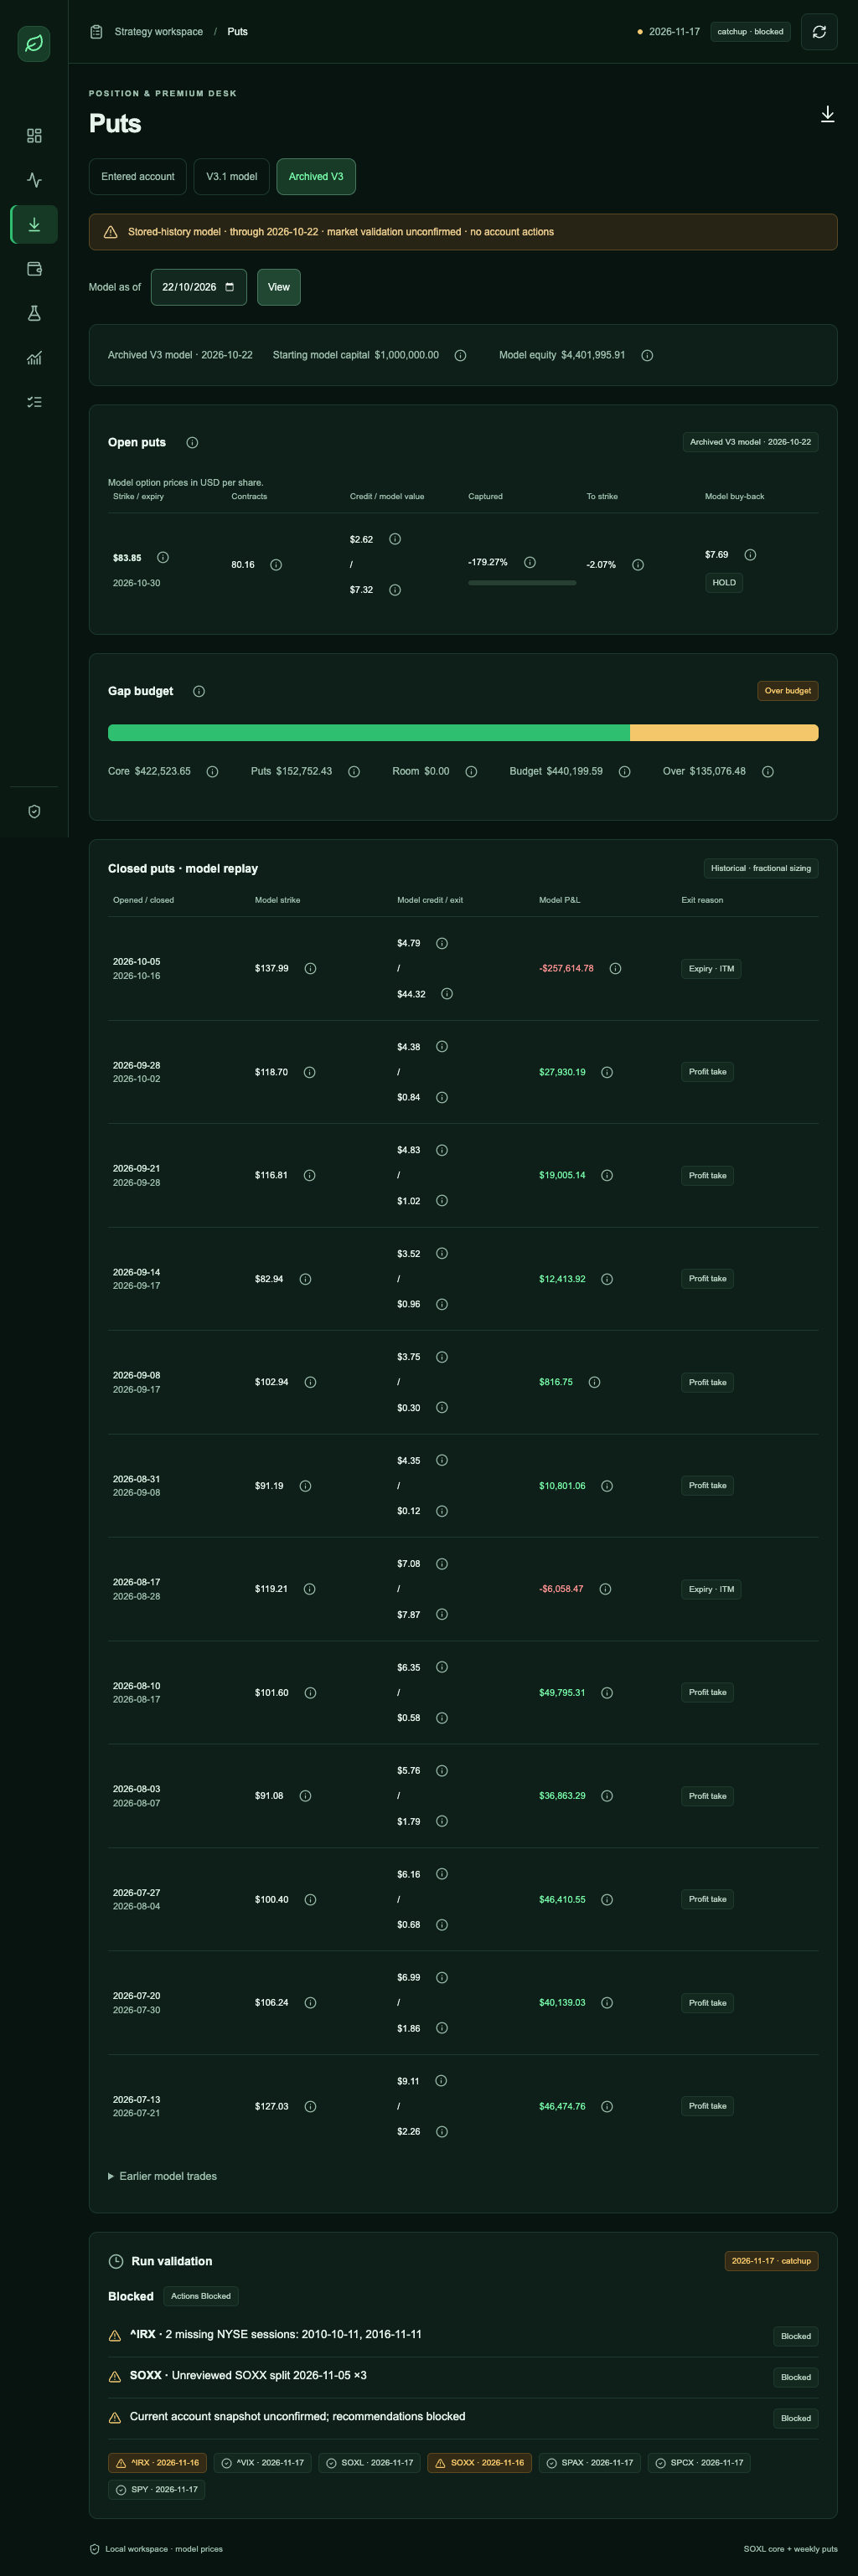 Strategy workspace / Puts
2026-11-17 catchup · blocked
POSITION & PREMIUM DESK
Puts
Entered account V3.1 model Archived V3
Stored-history model · through 2026-10-22 · market validation unconfirmed · no account actions
Model as of 22/10/2026 View
Archived V3 model · 2026-10-22 Starting model capital $1,000,000.00 Model equity $4,401,995.91
Open puts Archived V3 model · 2026-10-22
Model option prices in USD per share.
Strike / expiry Contracts Credit / model value Captured To strike Model buy-back
$83.85
2026-10-30
80.16
$2.62
/
$7.32
-179.27%
-2.07%
$7.69
HOLD
Gap budget Over budget
Core $422,523.65 Puts $152,752.43 Room $0.00 Budget $440,199.59 Over $135,076.48
Closed puts · model replay Historical · fractional sizing
Opened / closed Model strike Model credit / exit Model P&L Exit reason
2026-10-05
2026-10-16
$137.99
$4.79
/
$44.32
-$257,614.78
Expiry · ITM
2026-09-28
2026-10-02
$118.70
$4.38
/
$0.84
$27,930.19
Profit take
2026-09-21
2026-09-28
$116.81
$4.83
/
$1.02
$19,005.14
Profit take
2026-09-14
2026-09-17
$82.94
$3.52
/
$0.96
$12,413.92
Profit take
2026-09-08
2026-09-17
$102.94
$3.75
/
$0.30
$816.75
Profit take
2026-08-31
2026-09-08
$91.19
$4.35
/
$0.12
$10,801.06
Profit take
2026-08-17
2026-08-28
$119.21
$7.08
/
$7.87
-$6,058.47
Expiry · ITM
2026-08-10
2026-08-17
$101.60
$6.35
/
$0.58
$49,795.31
Profit take
2026-08-03
2026-08-07
$91.08
$5.76
/
$1.79
$36,863.29
Profit take
2026-07-27
2026-08-04
$100.40
$6.16
/
$0.68
$46,410.55
Profit take
2026-07-20
2026-07-30
$106.24
$6.99
/
$1.86
$40,139.03
Profit take
2026-07-13
2026-07-21
$127.03
$9.11
/
$2.26
$46,474.76
Profit take
Earlier model trades
Run validation 2026-11-17 · catchup
Blocked Actions Blocked
^IRX · 2 missing NYSE sessions: 2010-10-11, 2016-11-11 Blocked
SOXX · Unreviewed SOXX split 2026-11-05 ×3 Blocked
Current account snapshot unconfirmed; recommendations blocked Blocked
^IRX · 2026-11-16 ^VIX · 2026-11-17 SOXL · 2026-11-17 SOXX · 2026-11-16 SPAX · 2026-11-17 SPCX · 2026-11-17
SPY · 2026-11-17
Local workspace · model prices SOXL core + weekly puts